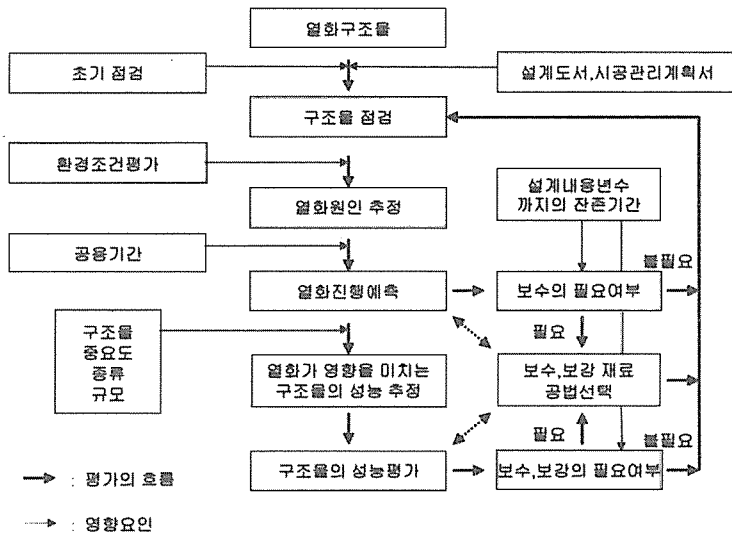 열화구조물
초기 점검
설계도서,시공관리계획서
구조물 점검
환경조건평가
열화원인 추정
설계내용년수
까지의 잔존기간
공용기간
불필요
열화진행예측
보수의 필요여부
구조물
중요도
종류
규모
필요
열화가 영향을 미치는
구조물의 성능 추정
보수,보강 재료
공법선택
필요
불필요
구조물의 성능평가
보수,보강의 필요여부
: 평가의 흐름
: 영향요인